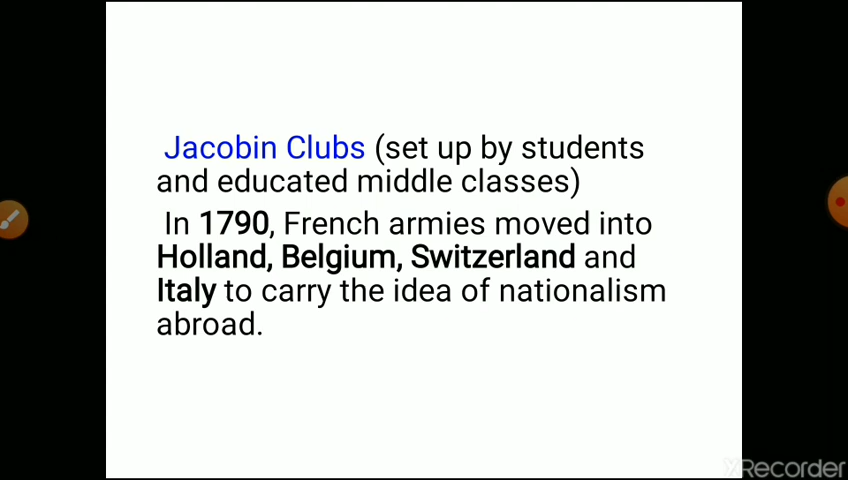 Jacobin Clubs (set up by students
and educated middle classes)
In 1790, French armies moved into
Holland, Belgium, Switzerland and
Italy to carry the idea of nationalism
abroad.
XRecorder